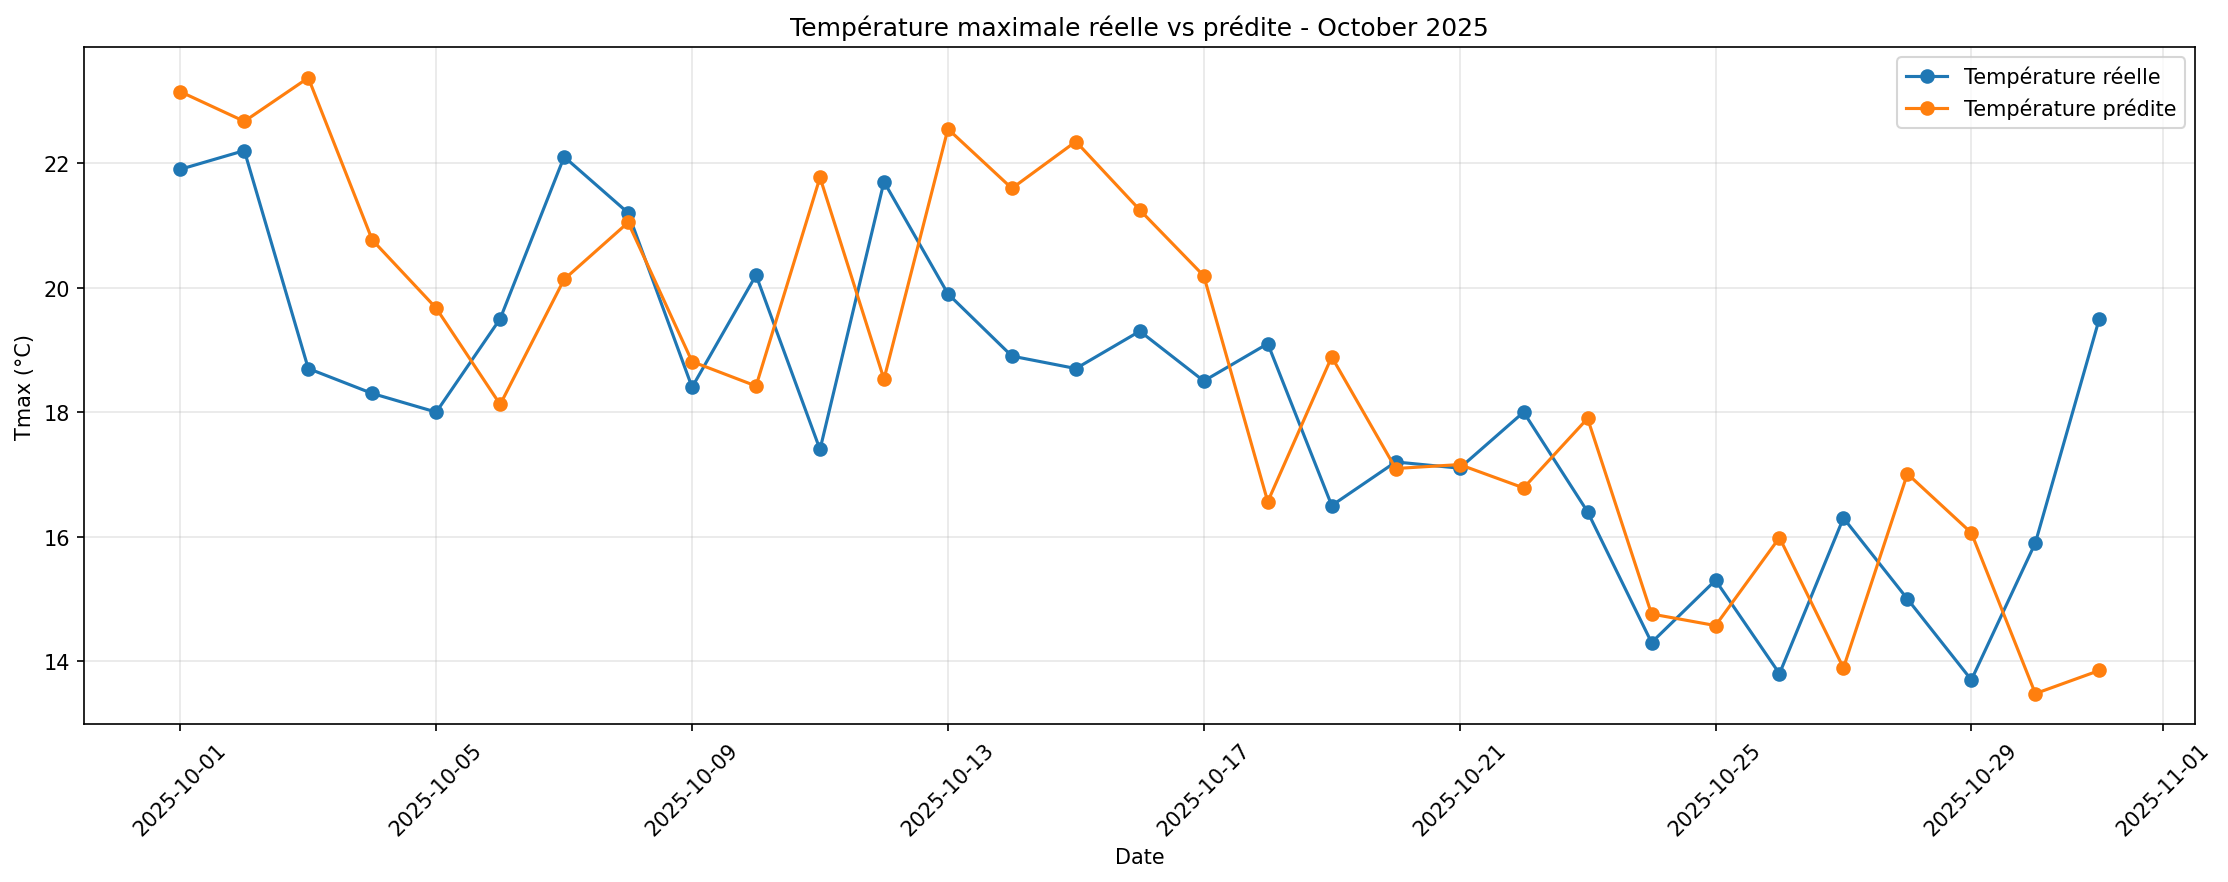 Température maximale réelle vs prédite - October 2025
Température réelle
Température prédite
Tmax (°C)
22
20
18
16
14
2025-10-01
2025-10-05
2025-10-09
2025-10-13
2025-10-17
2025-10-21
2025-10-25
2025-10-29
2025-11-01
Date